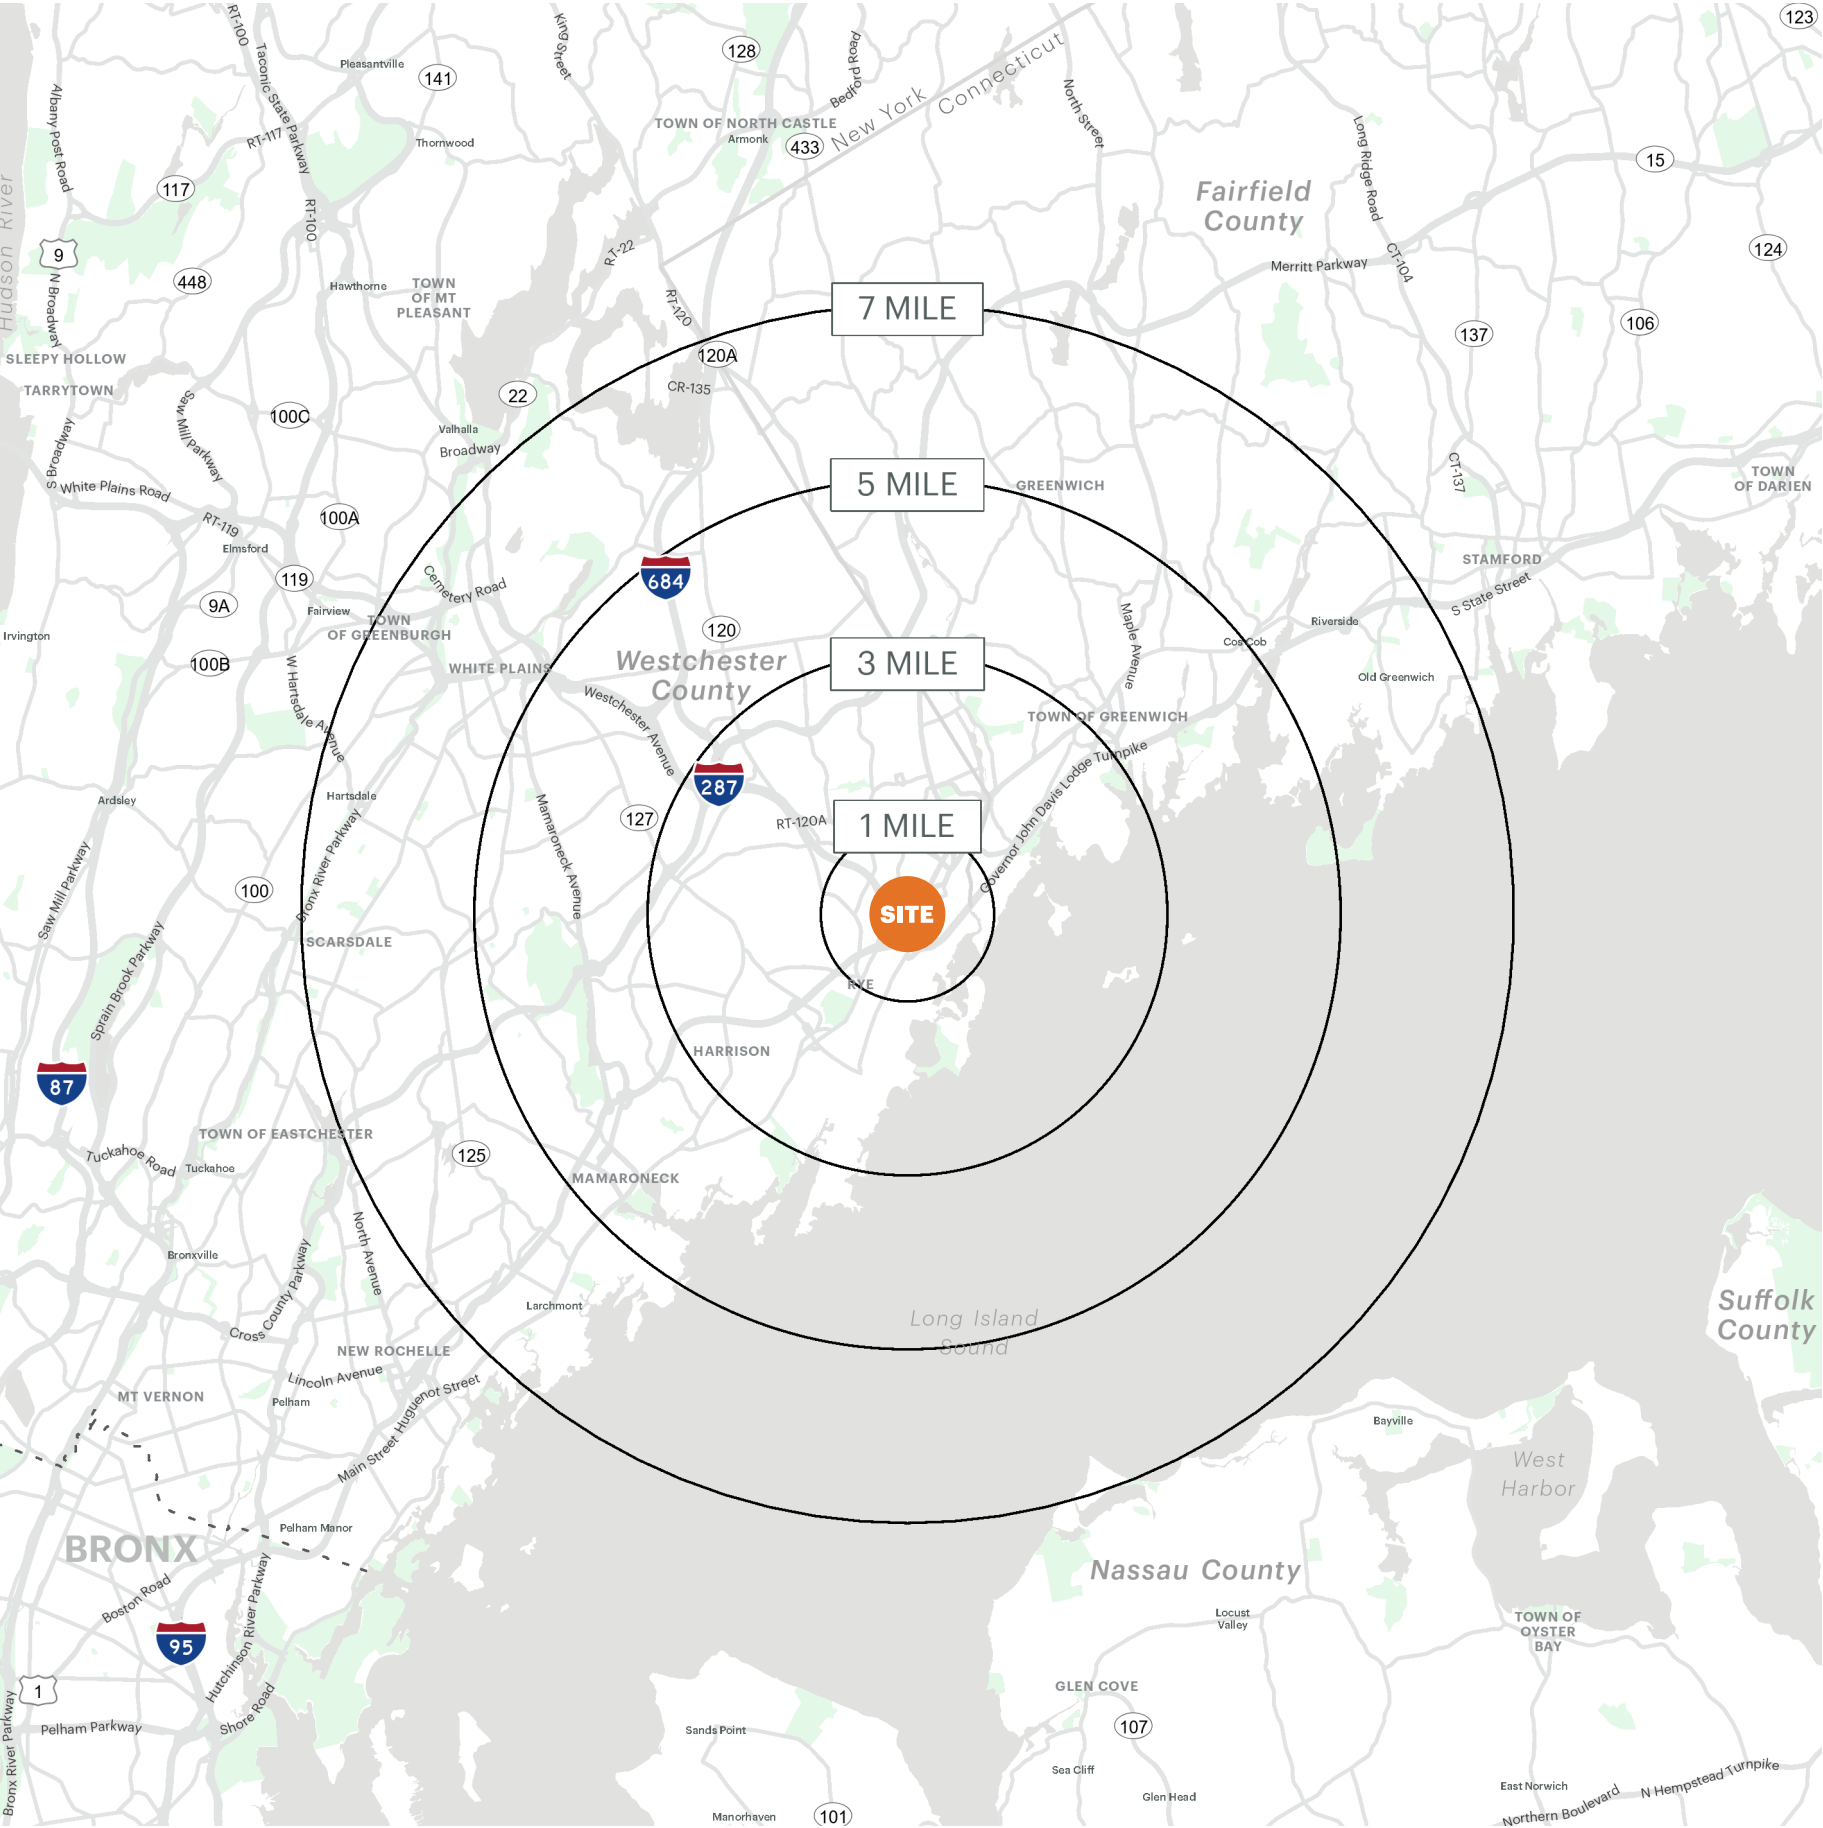 123
RT-100
King Street
128
Bedford Road
Connecticut
New York
Pleasantville
141
Taconic State Parkway
North Street
Albany Post Road
TOWN OF NORTH CASTLE
Armonk
433
RT-117
Thornwood
Long Ridge Road
15
117
Fairfield
County
Hudson River
RT-100
9
RT-22
124
CT-104
Merritt Parkway
448
Hawthorne
TOWN
OF MT
PLEASANT
N Broadway
RT-120
7 MILE
106
137
SLEEPY HOLLOW
120A
TARRYTOWN
CR-135
22
Saw Mill Parkway
100C
Valhalla
Broadway
S Broadway
CT-137
TOWN
OF DARIEN
White Plains Road
5 MILE
GREENWICH
100A
RT-119
Elmsford
STAMFORD
119
684
Cemetery Road
S State Street
9A
Fairview
TOWN
OF GREENBURGH
120
Irvington
Riverside
Cos Cob
Maple Avenue
100B
WHITE PLAINS
Westchester
County
3 MILE
Old Greenwich
W Hartsdale Avenue
Westchester Avenue
TOWN OF GREENWICH
Governor John Davis Lodge Turnpike
287
Ardsley
Hartsdale
127
RT-120A
1 MILE
Mamaroneck Avenue
Bronx River Parkway
Saw Mill Parkway
100
SITE
SCARSDALE
Sprain Brook Parkway
RYE
HARRISON
87
TOWN OF EASTCHESTER
125
Tuckahoe Road
Tuckahoe
MAMARONECK
North Avenue
Bronxville
Cross County Parkway
Larchmont
Long Island
Sound
Suffolk
County
NEW ROCHELLE
Lincoln Avenue
MT VERNON
Pelham
Huguenot Street
Main Street
Bayville
West
Harbor
Pelham Manor
BRONX
Nassau County
Boston Road
Hutchinson River Parkway
Locust
Valley
TOWN OF
OYSTER
BAY
95
1
GLEN COVE
Shore Road
Pelham Parkway
Bronx River Parkway
Sands Point
107
Sea Cliff
East Norwich
N Hempstead Turnpike
Glen Head
Northern Boulevard
Manorhaven
101